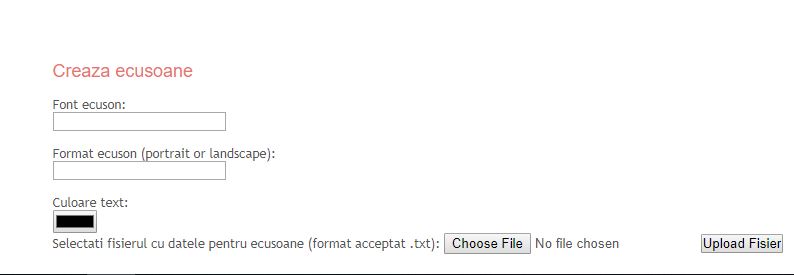 Creaza ecusoane
Font ecuson:
Format ecuson (portrait or landscape):
Culoare text:
Selectati fisierul cu datele pentru ecusoane (format acceptat .txt): Choose File No file chosen Upload Fisier